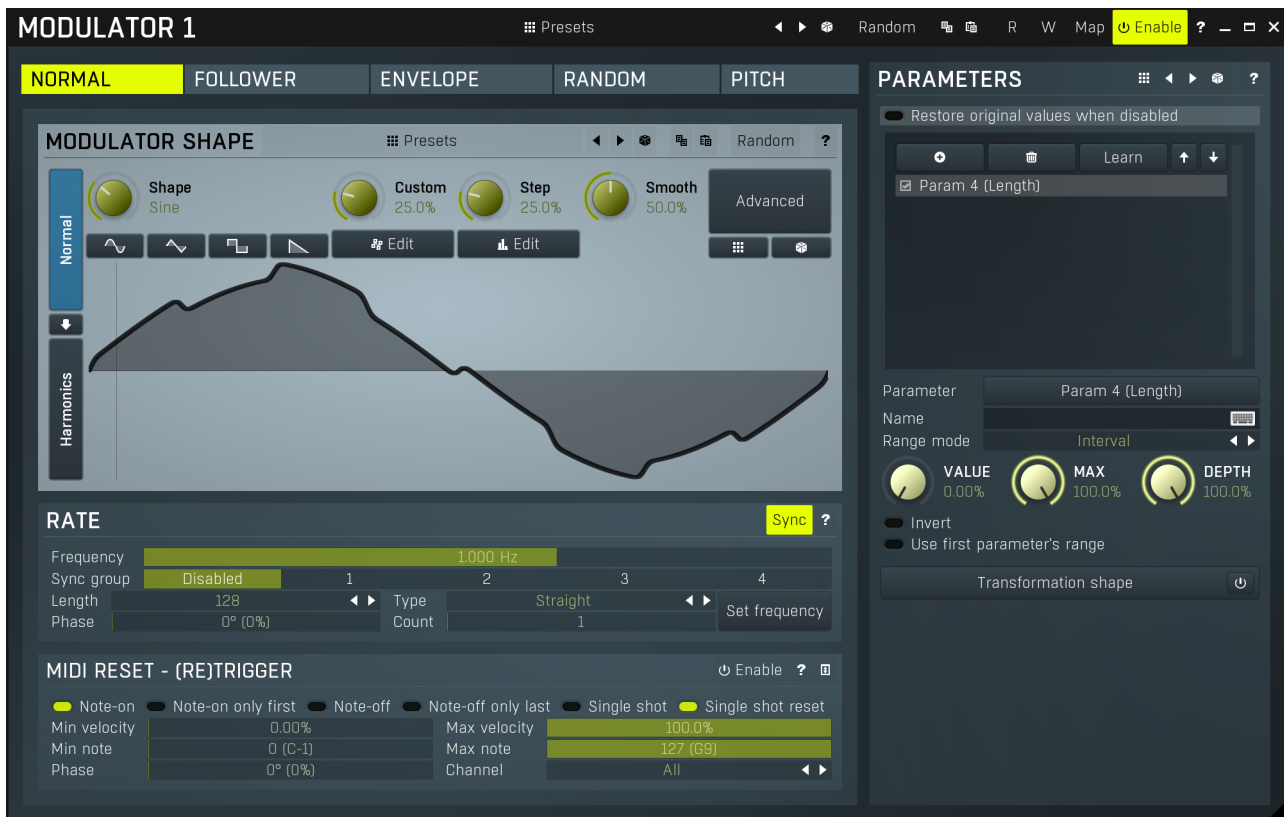 MODULATOR 1 Presets Random R W Map Enable ?
NORMAL FOLLOWER ENVELOPE RANDOM PITCH
MODULATOR SHAPE Presets Random ?
Normal
Harmonics
Shape
Sine
Custom
25.0%
Step
25.0%
Smooth
50.0%
Advanced
Edit Edit
RATE Sync ?
Frequency 1.000 Hz
Sync group Disabled 1 2 3 4
Length 128 Type Straight
Set frequency
Phase 0° (0%) Count 1
MIDI RESET - (RE)TRIGGER Enable ?
Note-on Note-on only first Note-off Note-off only last Single shot Single shot reset
Min velocity 0.00% Max velocity 100.0%
Min note 0 (C-1) Max note 127 (G9)
Phase 0° (0%) Channel All
PARAMETERS ?
Restore original values when disabled
Learn
Param 4 (Length)
Parameter Param 4 (Length)
Name
Range mode Interval
VALUE
0.00%
MAX
100.0%
DEPTH
100.0%
Invert
Use first parameter's range
Transformation shape